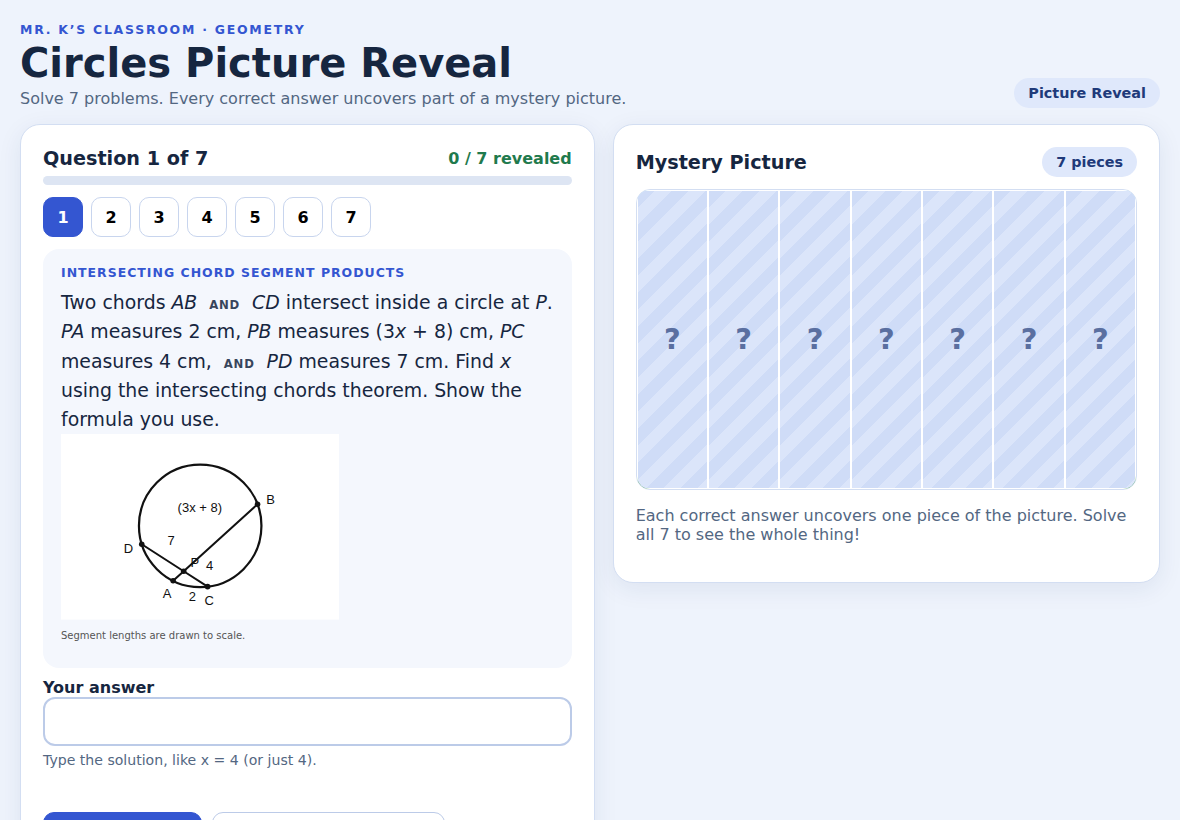 MR. K’S CLASSROOM · GEOMETRY
Circles Picture Reveal
Solve 7 problems. Every correct answer uncovers part of a mystery picture.
Picture Reveal
Question 1 of 7
0 / 7 revealed
1 2 3 4 5 6 7
INTERSECTING CHORD SEGMENT PRODUCTS
Two chords AB AND CD intersect inside a circle at P.
PA measures 2 cm, PB measures (3x + 8) cm, PC
measures 4 cm, AND PD measures 7 cm. Find x
using the intersecting chords theorem. Show the
formula you use.
B
(3x + 8)
7
D
P
4
A
2
C
Segment lengths are drawn to scale.
Your answer
Type the solution, like x = 4 (or just 4).
Mystery Picture
7 pieces
? ? ? ? ? ? ?
Each correct answer uncovers one piece of the picture. Solve
all 7 to see the whole thing!